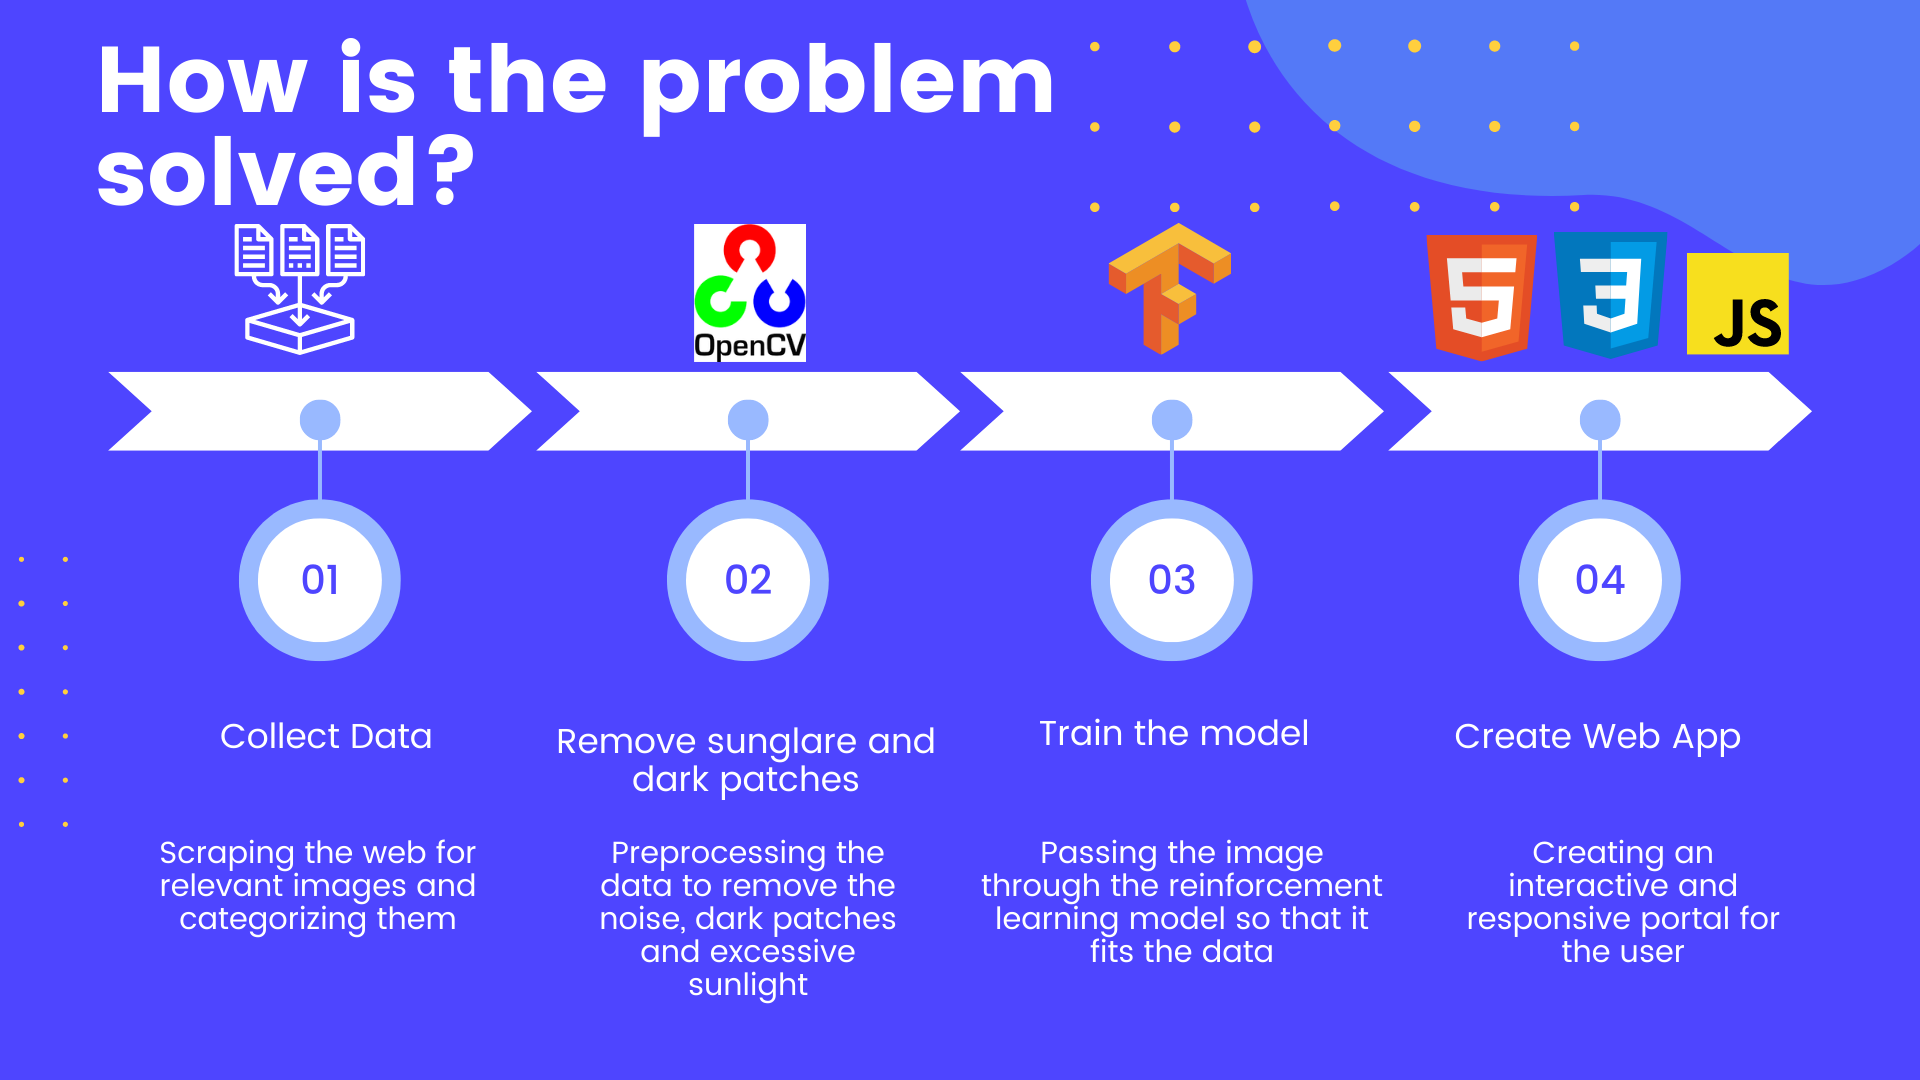 How is the problem
solved?
OpenCV
5
3
JS
01
02
03
04
Collect Data
Remove sunglare and
dark patches
Train the model
Create Web App
Scraping the web for
relevant images and
categorizing them
Preprocessing the
data to remove the
noise, dark patches
and excessive
sunlight
Passing the image
through the reinforcement
learning model so that it
fits the data
Creating an
interactive and
responsive portal for
the user